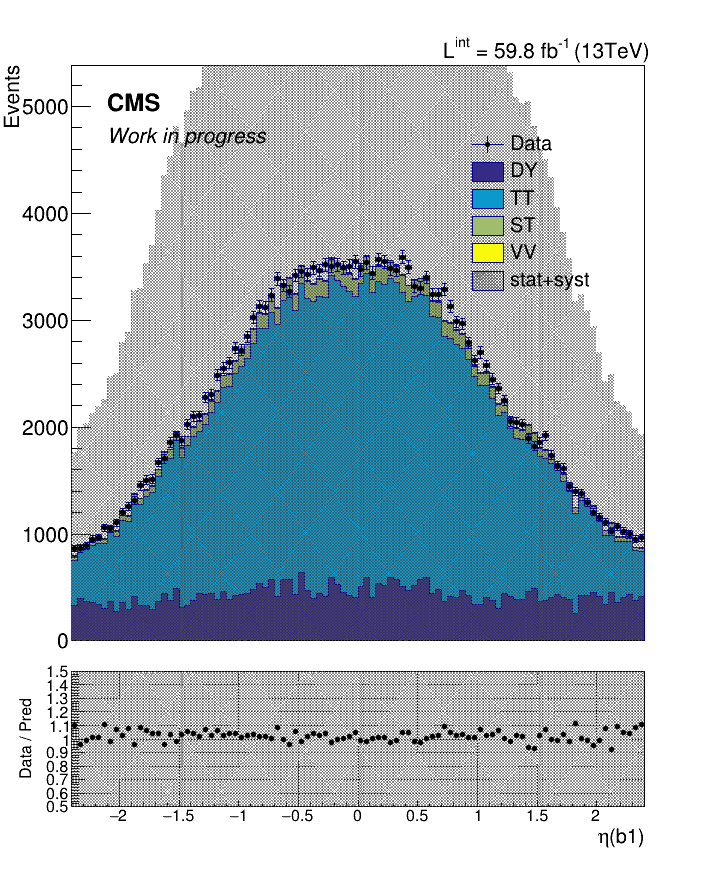 L^int = 59.8 fb^-1 (13TeV)
Events
CMS
Work in progress
Data
DY
TT
ST
VV
stat+syst
5000
4000
3000
2000
1000
0
Data / Pred
1.5
1.4
1.3
1.2
1.1
1
0.9
0.8
0.7
0.6
0.5
−2 −1.5 −1 −0.5 0 0.5 1 1.5 2
η(b1)